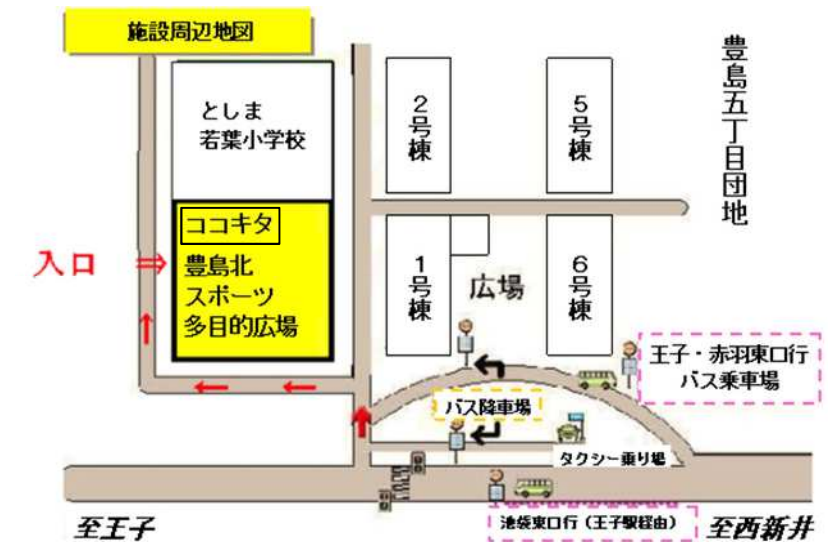 施設周辺地図
としま
若葉小学校
ココキタ
豊島北
スポーツ
多目的広場
入口
2号棟
5号棟
豊島五丁目団地
1号棟
広場
6号棟
王子・赤羽東口行
バス乗車場
バス降車場
タクシー乗り場
池袋東口行(王子駅経由)
至王子
至西新井